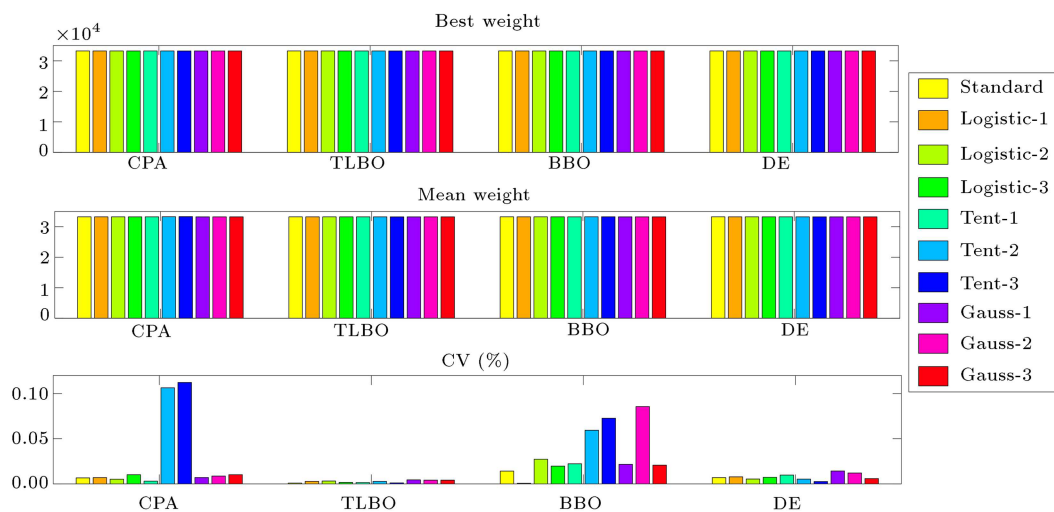 Best weight
×10⁴
3
2
1
0
CPA
TLBO
BBO
DE
Mean weight
3
2
1
0
CPA
TLBO
BBO
DE
CV (%)
0.10
0.05
0.00
CPA
TLBO
BBO
DE
Standard
Logistic-1
Logistic-2
Logistic-3
Tent-1
Tent-2
Tent-3
Gauss-1
Gauss-2
Gauss-3